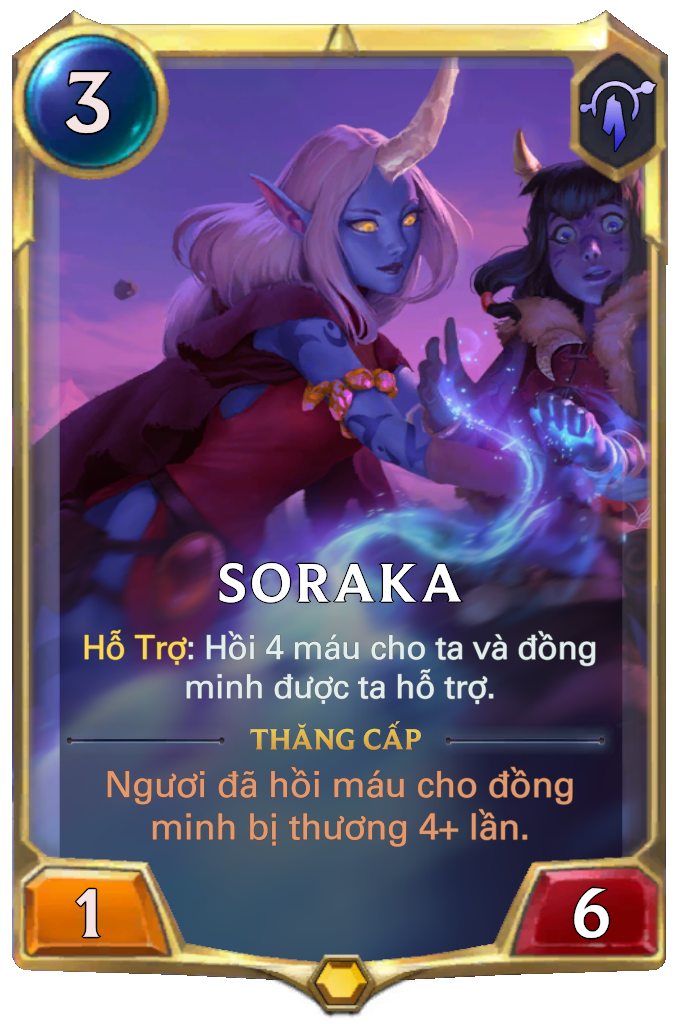 3
SORAKA
Hỗ Trợ: Hồi 4 máu cho ta và đồng
minh được ta hỗ trợ.
THĂNG CẤP
Ngươi đã hồi máu cho đồng
minh bị thương 4+ lần.
1
6